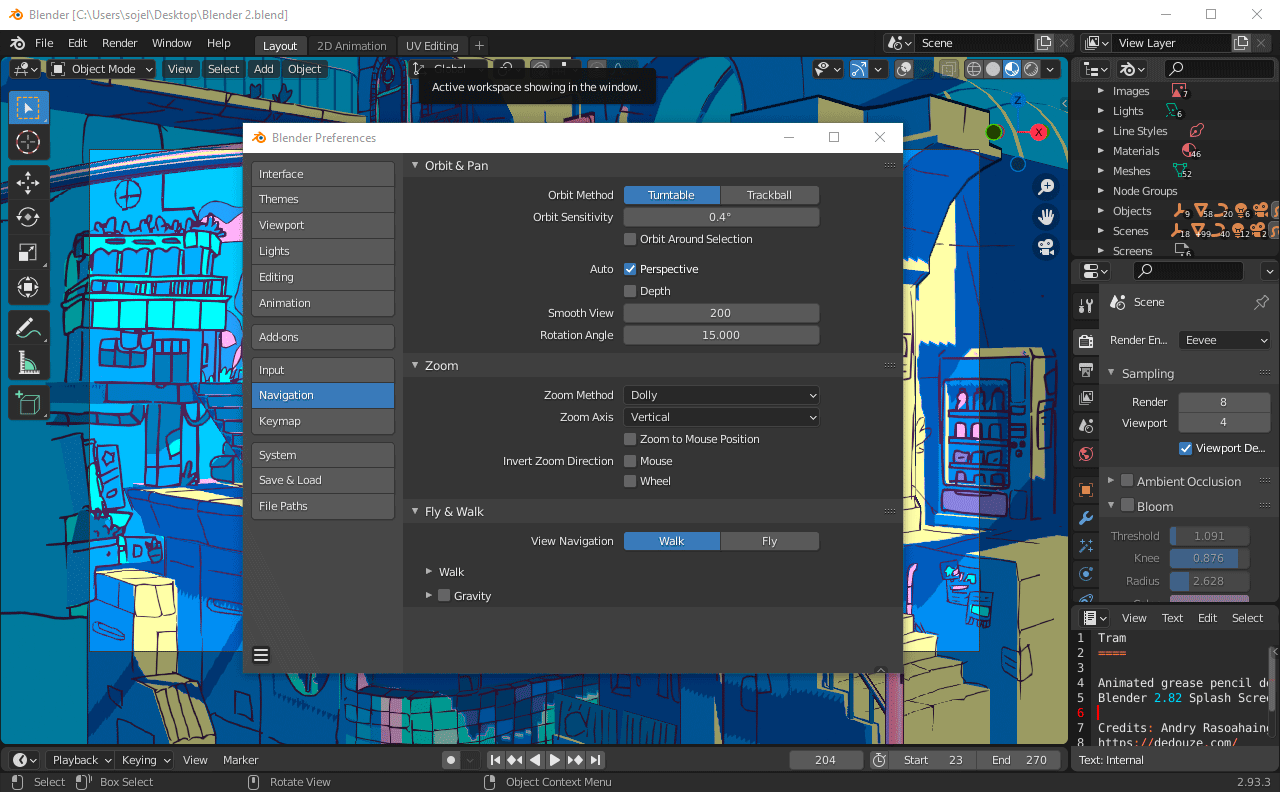 Blender [C:\Users\sojel\Desktop\Blender 2.blend]
File Edit Render Window Help Layout 2D Animation UV Editing + Scene View Layer
Object Mode View Select Add Object
Active workspace showing in the window.
Z
X
Images 7
Lights 6
Line Styles
Materials 46
Meshes 52
Node Groups
Objects 9 58 20 6 2
Scenes 18 +99 40 12 2
Screens 6
Blender Preferences
Interface
Themes
Viewport
Lights
Editing
Animation
Add-ons
Input
Navigation
Keymap
System
Save & Load
File Paths
Orbit & Pan
Orbit Method Turntable Trackball
Orbit Sensitivity 0.4°
Orbit Around Selection
Auto Perspective
Depth
Smooth View 200
Rotation Angle 15.000
Zoom
Zoom Method Dolly
Zoom Axis Vertical
Zoom to Mouse Position
Invert Zoom Direction Mouse
Wheel
Fly & Walk
View Navigation Walk Fly
Walk
Gravity
Scene
Render En... Eevee
Sampling
Render 8
Viewport 4
Viewport De...
Ambient Occlusion
Bloom
Threshold 1.091
Knee 0.876
Radius 2.628
View Text Edit Select
1 Tram
2 ====
3
4 Animated grease pencil de
5 Blender 2.82 Splash Scree
6
7 Credits: Andry Rasoahaing
8 https://dedouze.com/
Text: Internal
Playback Keying View Marker 204 Start 23 End 270
Select Box Select Rotate View Object Context Menu 2.93.3